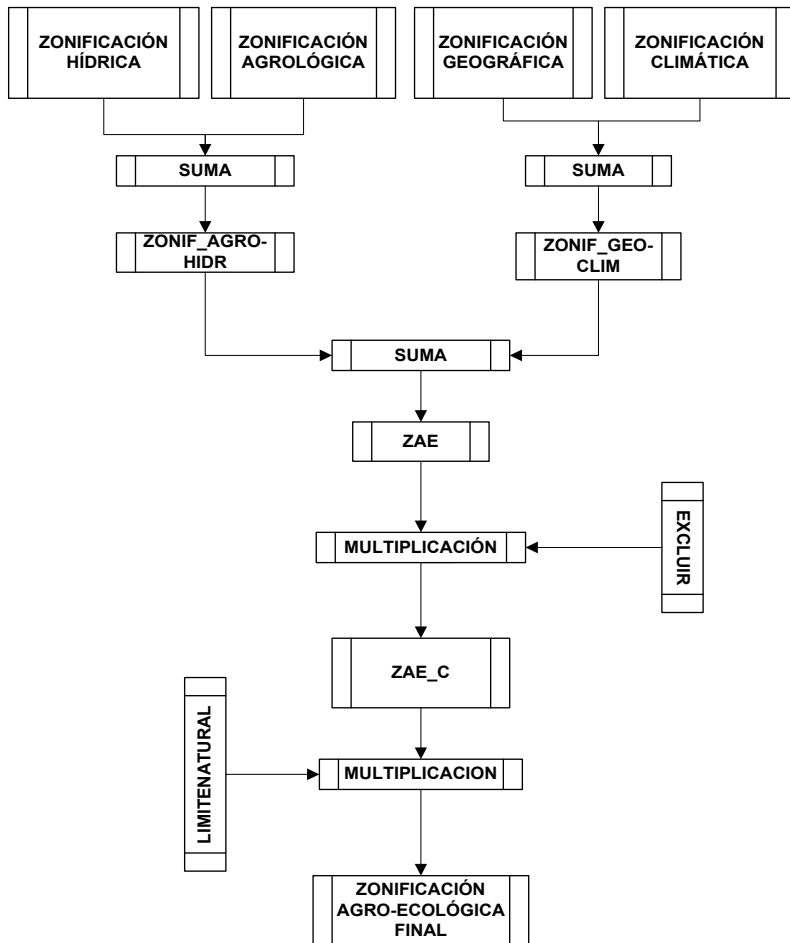 ZONIFICACIÓN
HÍDRICA
ZONIFICACIÓN
AGROLÓGICA
ZONIFICACIÓN
GEOGRÁFICA
ZONIFICACIÓN
CLIMÁTICA
SUMA
SUMA
ZONIF_AGRO-
HIDR
ZONIF_GEO-
CLIM
SUMA
ZAE
MULTIPLICACIÓN
EXCLUIR
ZAE_C
LIMITENATURAL
MULTIPLICACION
ZONIFICACIÓN
AGRO-ECOLÓGICA
FINAL